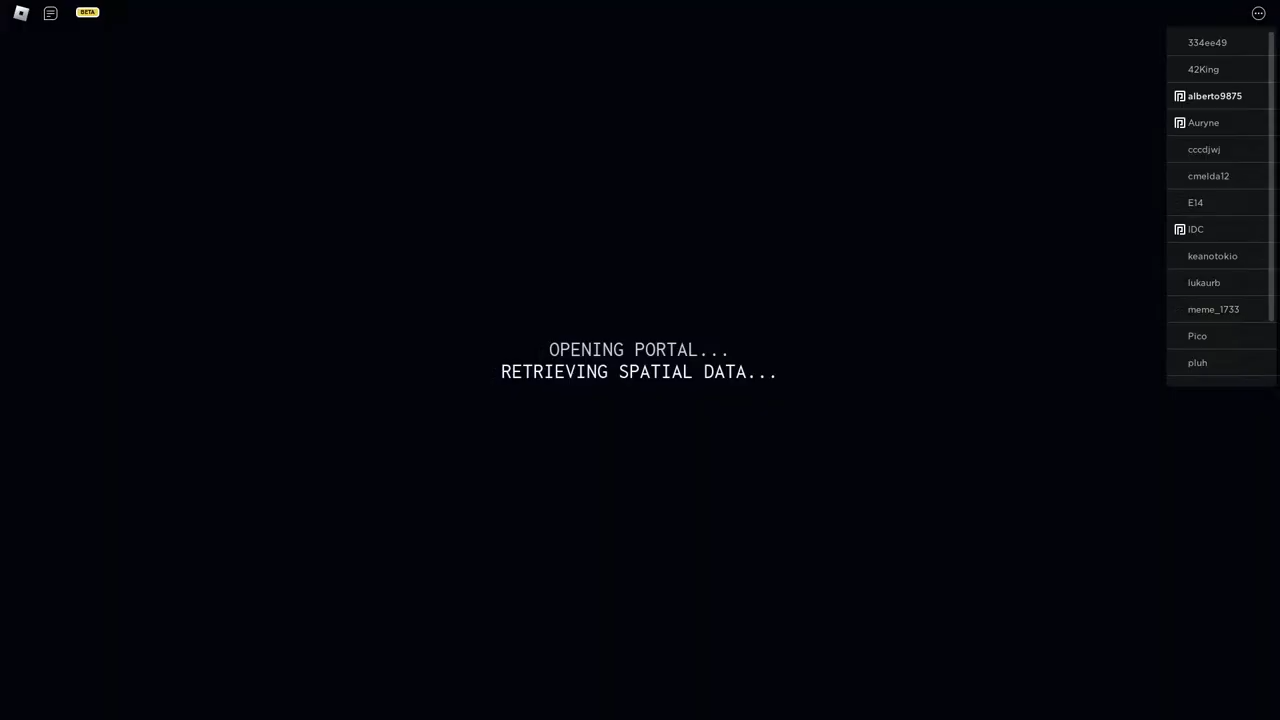 BETA
334ee49
42King
alberto9875
Auryne
cccdjwj
cmelda12
E14
IDC
keanotokio
lukaurb
meme_1733
Pico
pluh
OPENING PORTAL...
RETRIEVING SPATIAL DATA...